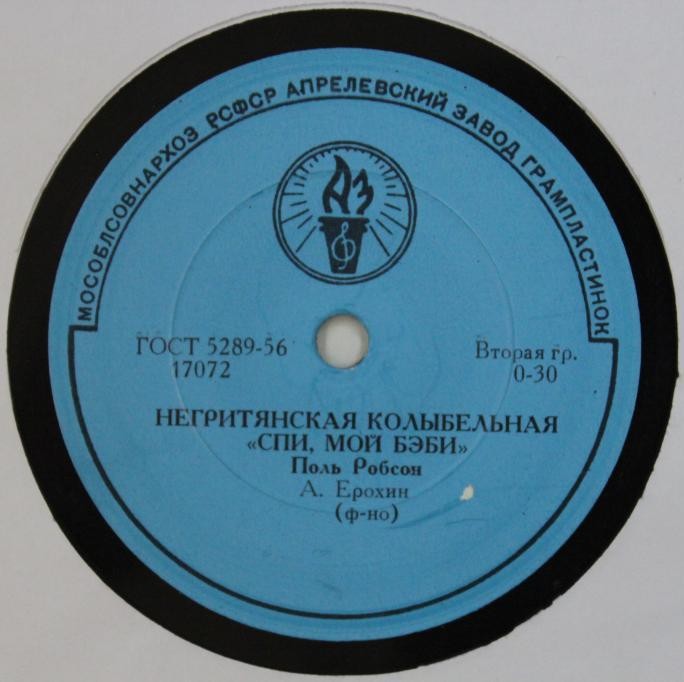 МОСОБЛСОВНАРХОЗ РСФСР АПРЕЛЕВСКИЙ ЗАВОД ГРАМПЛАСТИНОК
АЗ
ГОСТ 5289-56
17072
Вторая гр.
0-30
НЕГРИТЯНСКАЯ КОЛЫБЕЛЬНАЯ
«СПИ, МОЙ БЭБИ»
Поль Робсон
А. Ерохин
(ф-но)